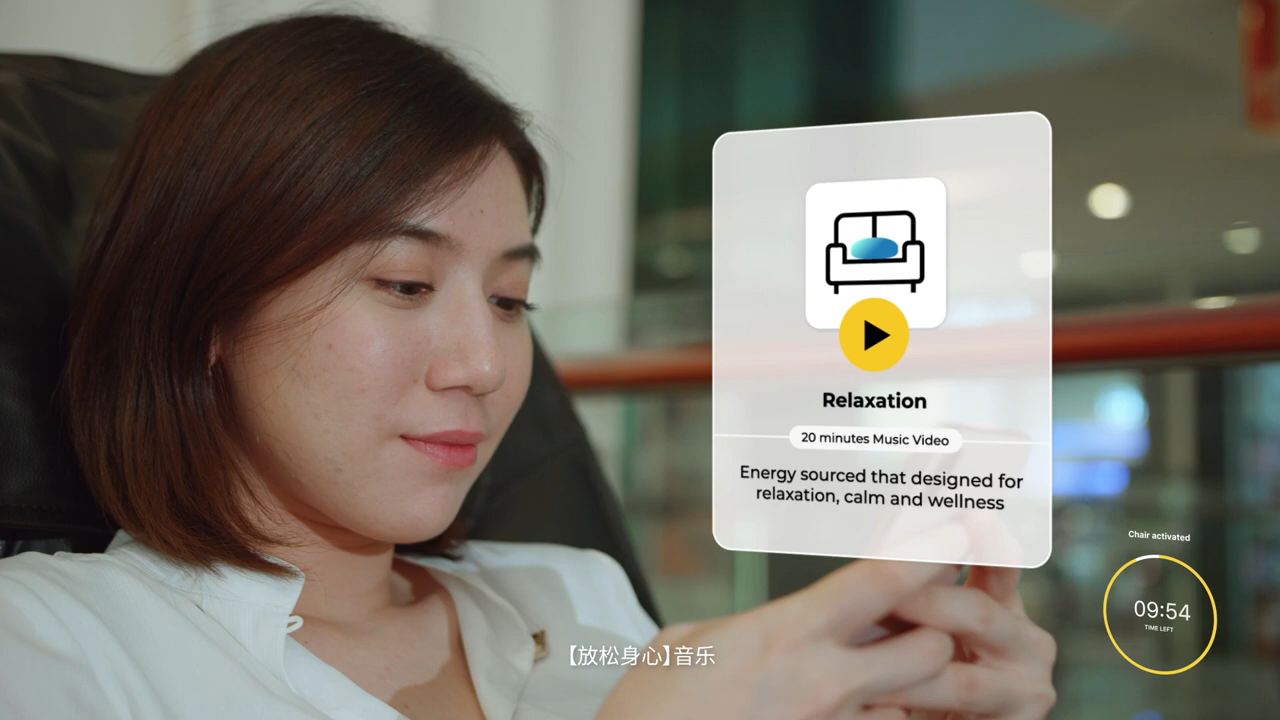 Relaxation
20 minutes Music Video
Energy sourced that designed for
relaxation, calm and wellness
Chair activated
09:54
TIME LEFT
【放松身心】音乐